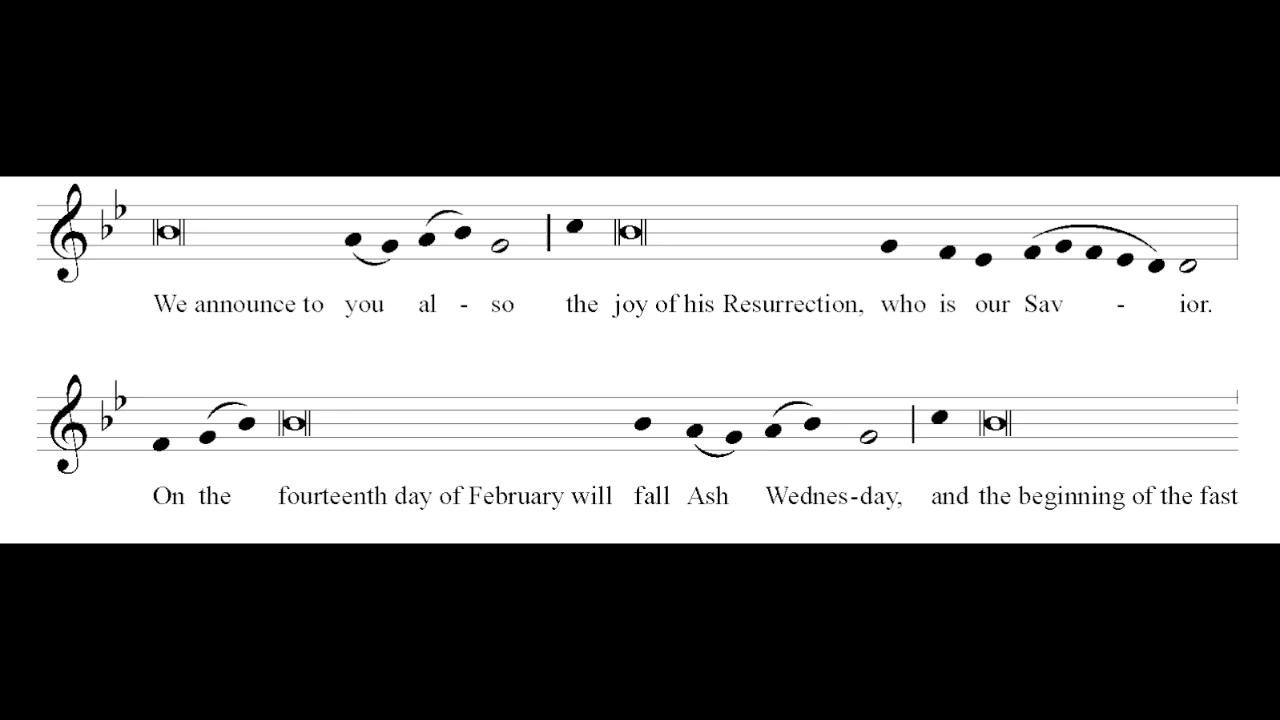 We announce to you al - so the joy of his Resurrection, who is our Sav - ior.
On the fourteenth day of February will fall Ash Wednes-day, and the beginning of the fast